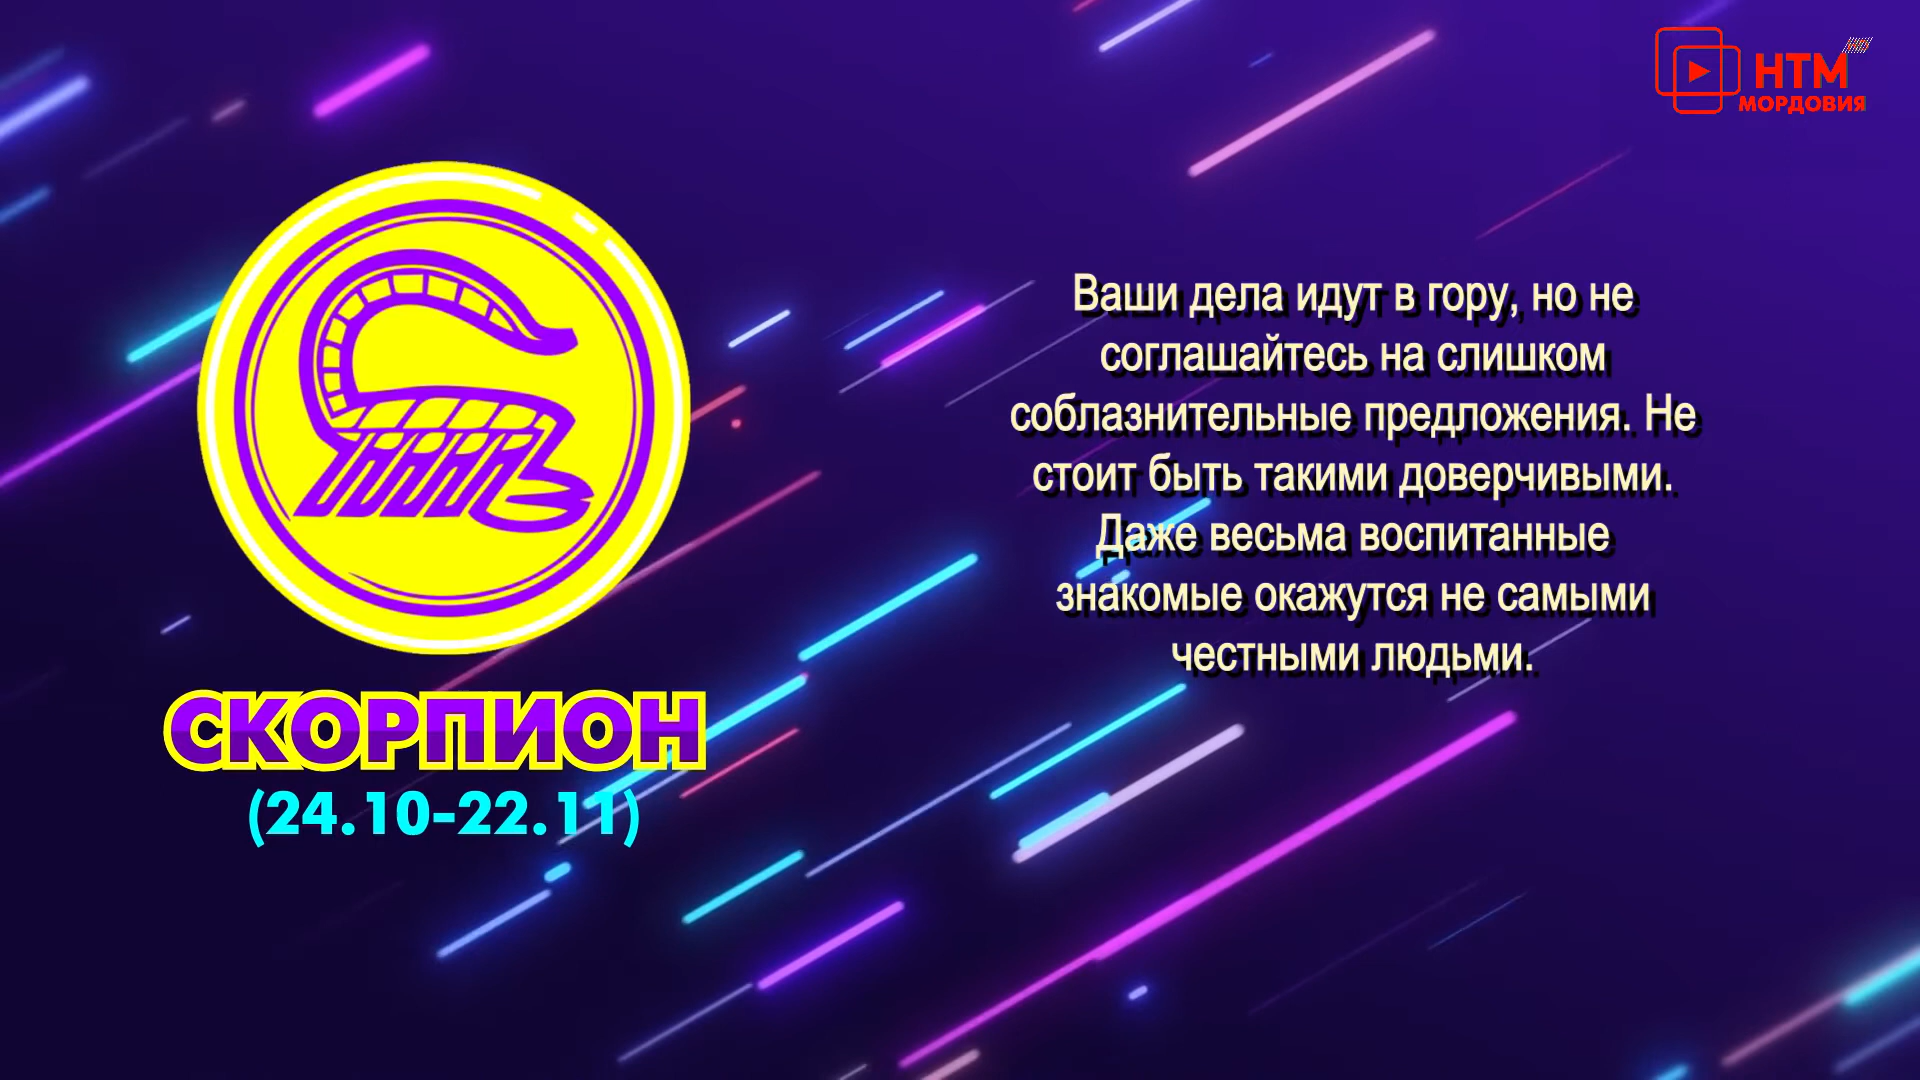 НТМ HD
МОРДОВИЯ
Ваши дела идут в гору, но не
соглашайтесь на слишком
соблазнительные предложения. Не
стоит быть такими доверчивыми.
Даже весьма воспитанные
знакомые окажутся не самыми
честными людьми.
СКОРПИОН
(24.10-22.11)